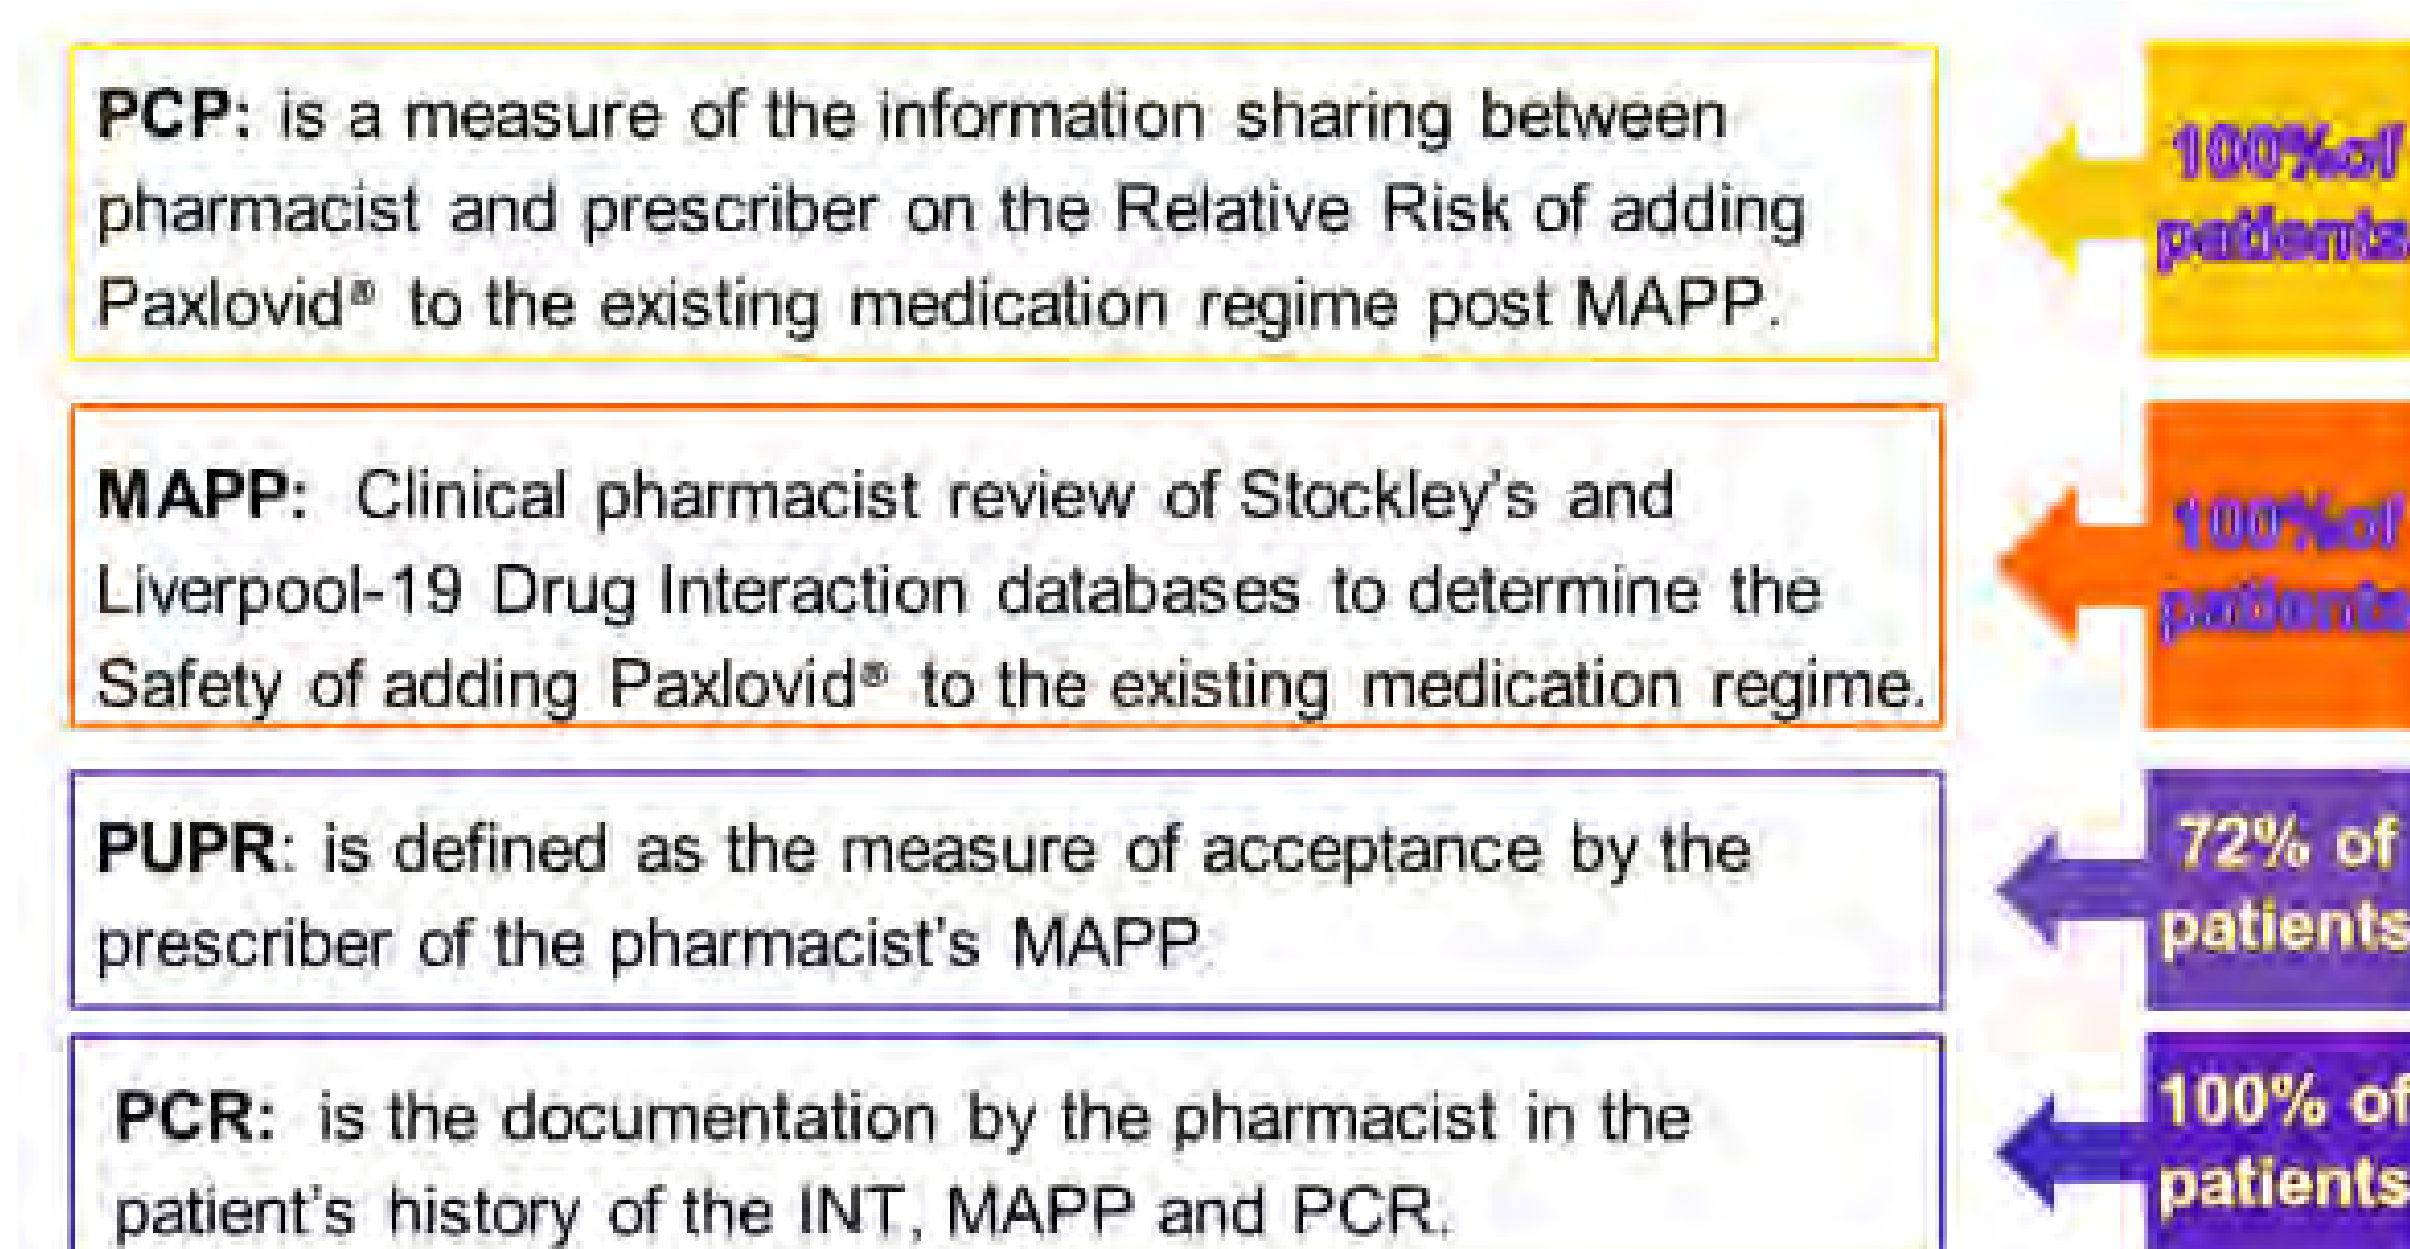 PCP: is a measure of the information sharing between
pharmacist and prescriber on the Relative Risk of adding
Paxlovid® to the existing medication regime post MAPP.
100%of
patients
MAPP: Clinical pharmacist review of Stockley's and
Liverpool-19 Drug Interaction databases to determine the
Safety of adding Paxlovid® to the existing medication regime.
100%of
patients
PUPR: is defined as the measure of acceptance by the
prescriber of the pharmacist's MAPP.
72% of
patients
PCR: is the documentation by the pharmacist in the
patient's history of the INT, MAPP and PCR.
100% of
patients